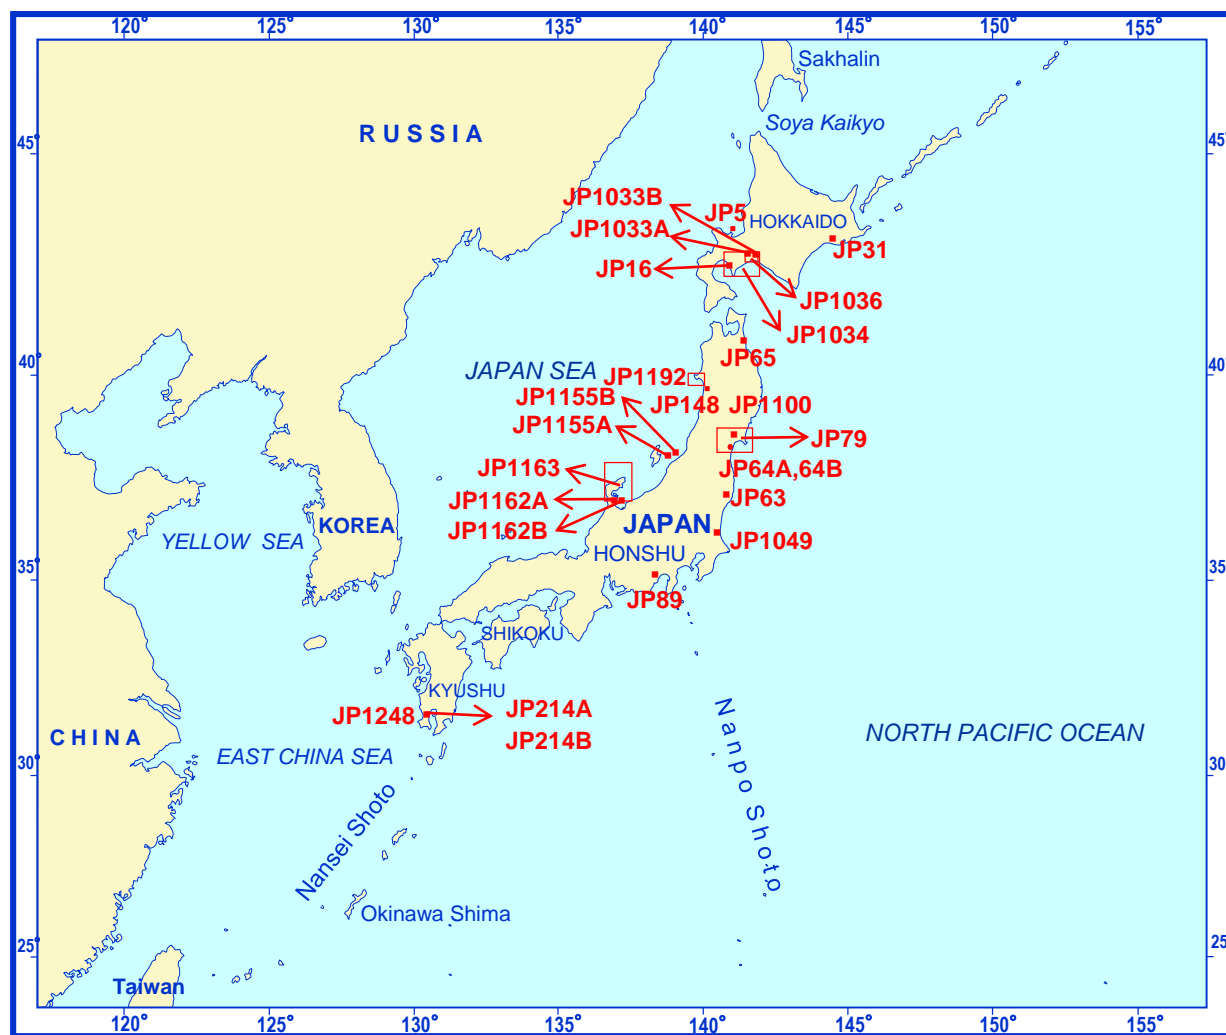 120° 125° 130° 135° 140° 145° 150° 155°
Sakhalin
Soya Kaikyo
RUSSIA
45° 45°
JP1033B
JP5
HOKKAIDO
JP1033A
JP31
JP16
JP1036
JP1034
JP65
40° 40°
JAPAN SEA
JP1192
JP1155B
JP148 JP1100
JP1155A
JP79
JP1163
JP64A,64B
JP1162A
JP63
KOREA
JAPAN
JP1162B
YELLOW SEA
JP1049
HONSHU
35° 35°
JP89
SHIKOKU
KYUSHU
JP1248
JP214A
JP214B
CHINA
NORTH PACIFIC OCEAN
EAST CHINA SEA
30° 30°
Nanpo Shoto
Nansei Shoto
Okinawa Shima
25° 25°
Taiwan
120° 125° 130° 135° 140° 145° 150° 155°